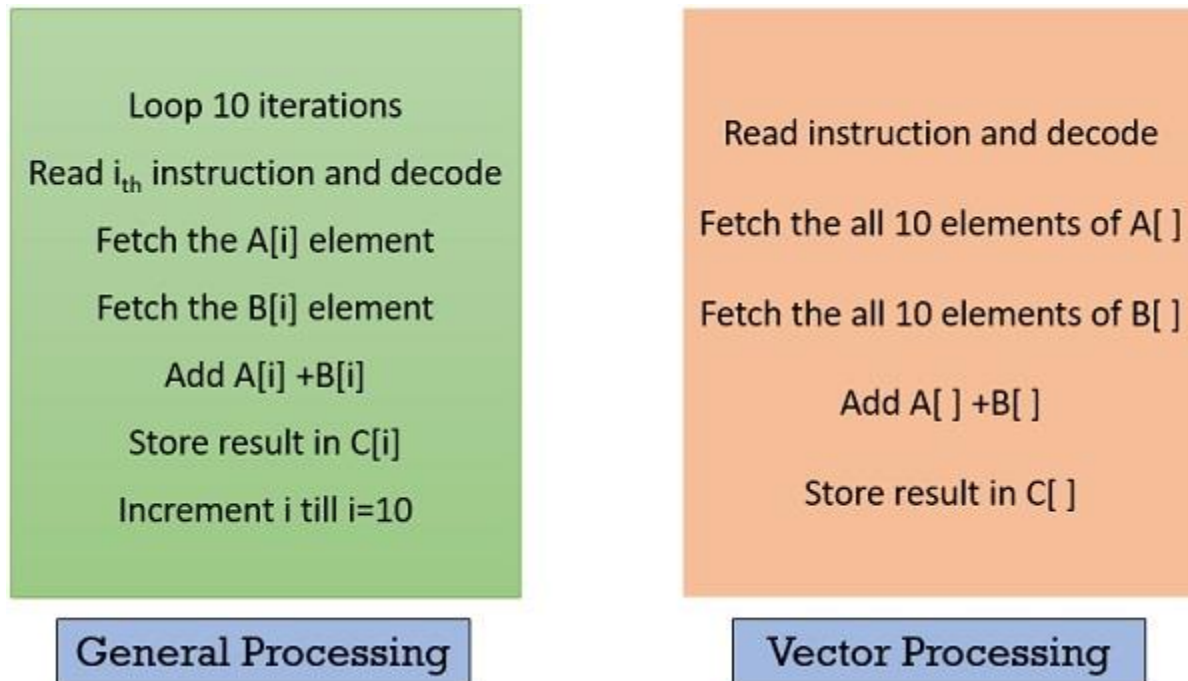 Loop 10 iterations
Read ith instruction and decode
Fetch the A[i] element
Fetch the B[i] element
Add A[i] +B[i]
Store result in C[i]
Increment i till i=10
General Processing
Read instruction and decode
Fetch the all 10 elements of A[ ]
Fetch the all 10 elements of B[ ]
Add A[ ] +B[ ]
Store result in C[ ]
Vector Processing